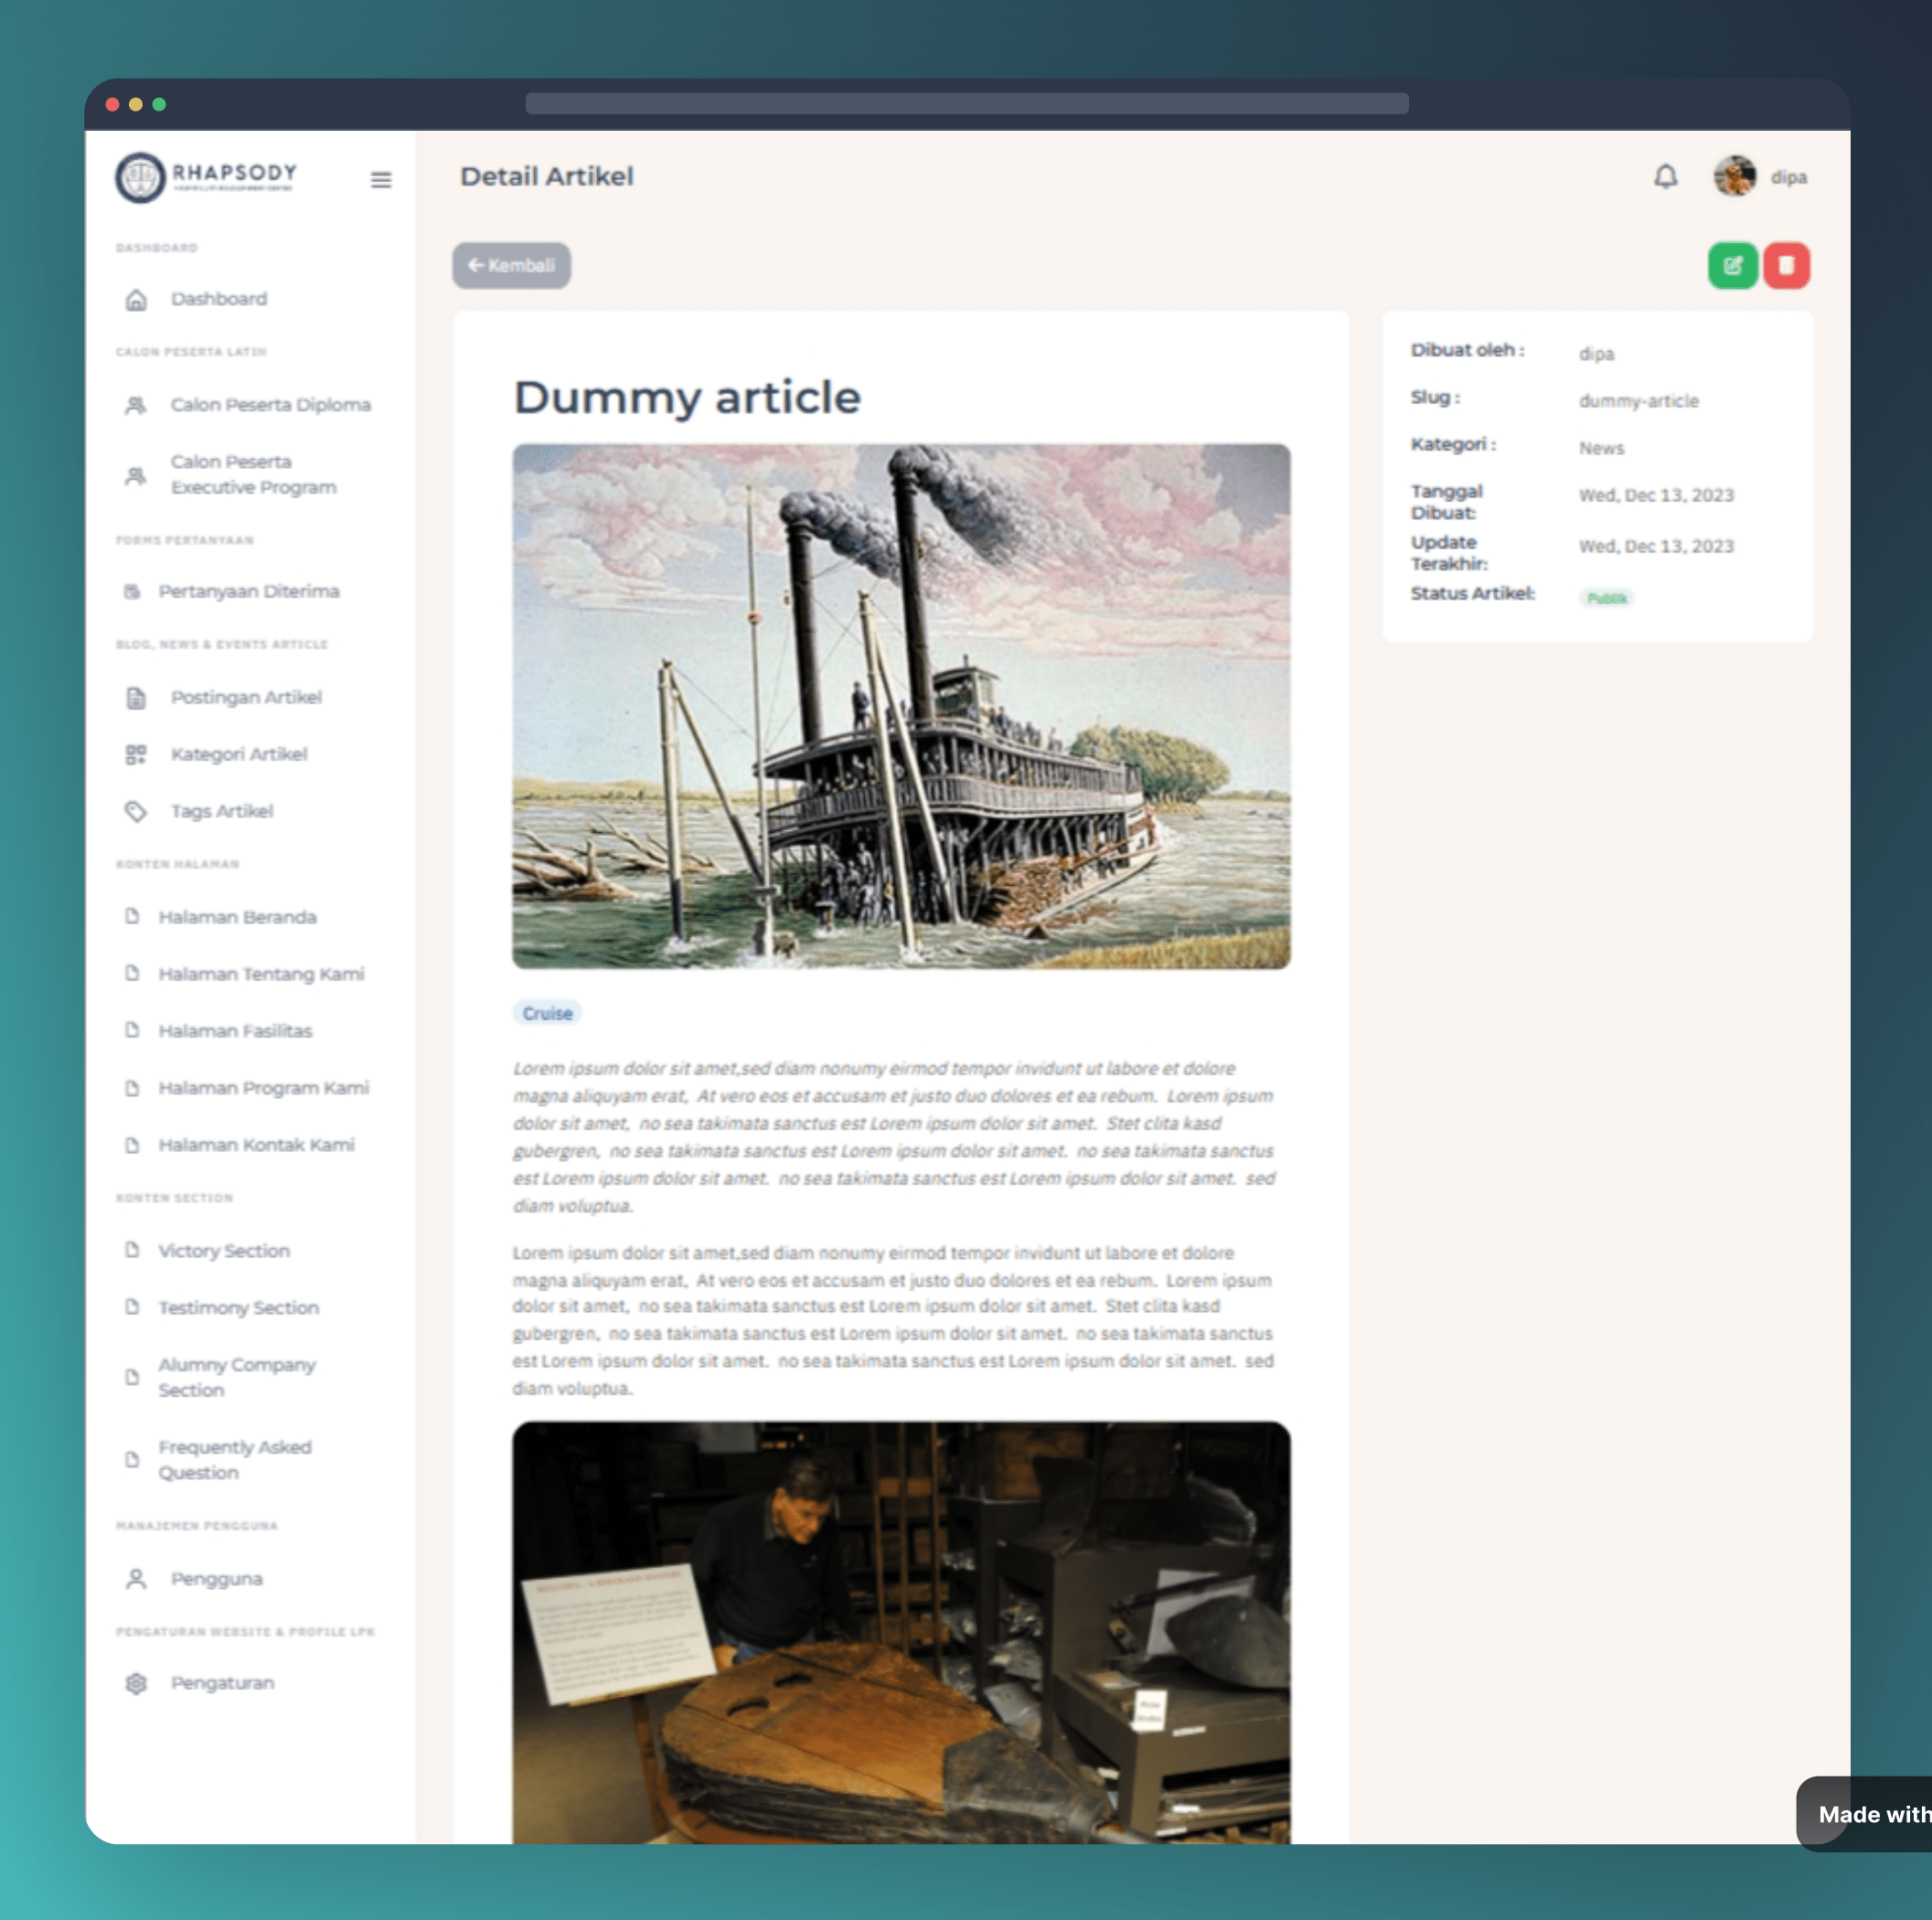 RHAPSODY
DASHBOARD
Dashboard
CALON PESERTA LATIH
Calon Peserta Diploma
Calon Peserta
Executive Program
FORMS PERTANYAAN
Pertanyaan Diterima
BLOG, NEWS & EVENTS ARTICLE
Postingan Artikel
Kategori Artikel
Tags Artikel
KONTEN HALAMAN
Halaman Beranda
Halaman Tentang Kami
Halaman Fasilitas
Halaman Program Kami
Halaman Kontak Kami
KONTEN SECTION
Victory Section
Testimony Section
Alumny Company
Section
Frequently Asked
Question
MANAJEMEN PENGGUNA
Pengguna
PENGATURAN WEBSITE & PROFILE LPK
Pengaturan
Detail Artikel
dipa
← Kembali
Dummy article
Cruise
Lorem ipsum dolor sit amet,sed diam nonumy eirmod tempor invidunt ut labore et dolore
magna aliquyam erat, At vero eos et accusam et justo duo dolores et ea rebum. Lorem ipsum
dolor sit amet, no sea takimata sanctus est Lorem ipsum dolor sit amet. Stet clita kasd
gubergren, no sea takimata sanctus est Lorem ipsum dolor sit amet. no sea takimata sanctus
est Lorem ipsum dolor sit amet. no sea takimata sanctus est Lorem ipsum dolor sit amet. sed
diam voluptua.
Lorem ipsum dolor sit amet,sed diam nonumy eirmod tempor invidunt ut labore et dolore
magna aliquyam erat, At vero eos et accusam et justo duo dolores et ea rebum. Lorem ipsum
dolor sit amet, no sea takimata sanctus est Lorem ipsum dolor sit amet. Stet clita kasd
gubergren, no sea takimata sanctus est Lorem ipsum dolor sit amet. no sea takimata sanctus
est Lorem ipsum dolor sit amet. no sea takimata sanctus est Lorem ipsum dolor sit amet. sed
diam voluptua.
Dibuat oleh : dipa
Slug : dummy-article
Kategori : News
Tanggal
Dibuat: Wed, Dec 13, 2023
Update
Terakhir: Wed, Dec 13, 2023
Status Artikel: Publik
Made with